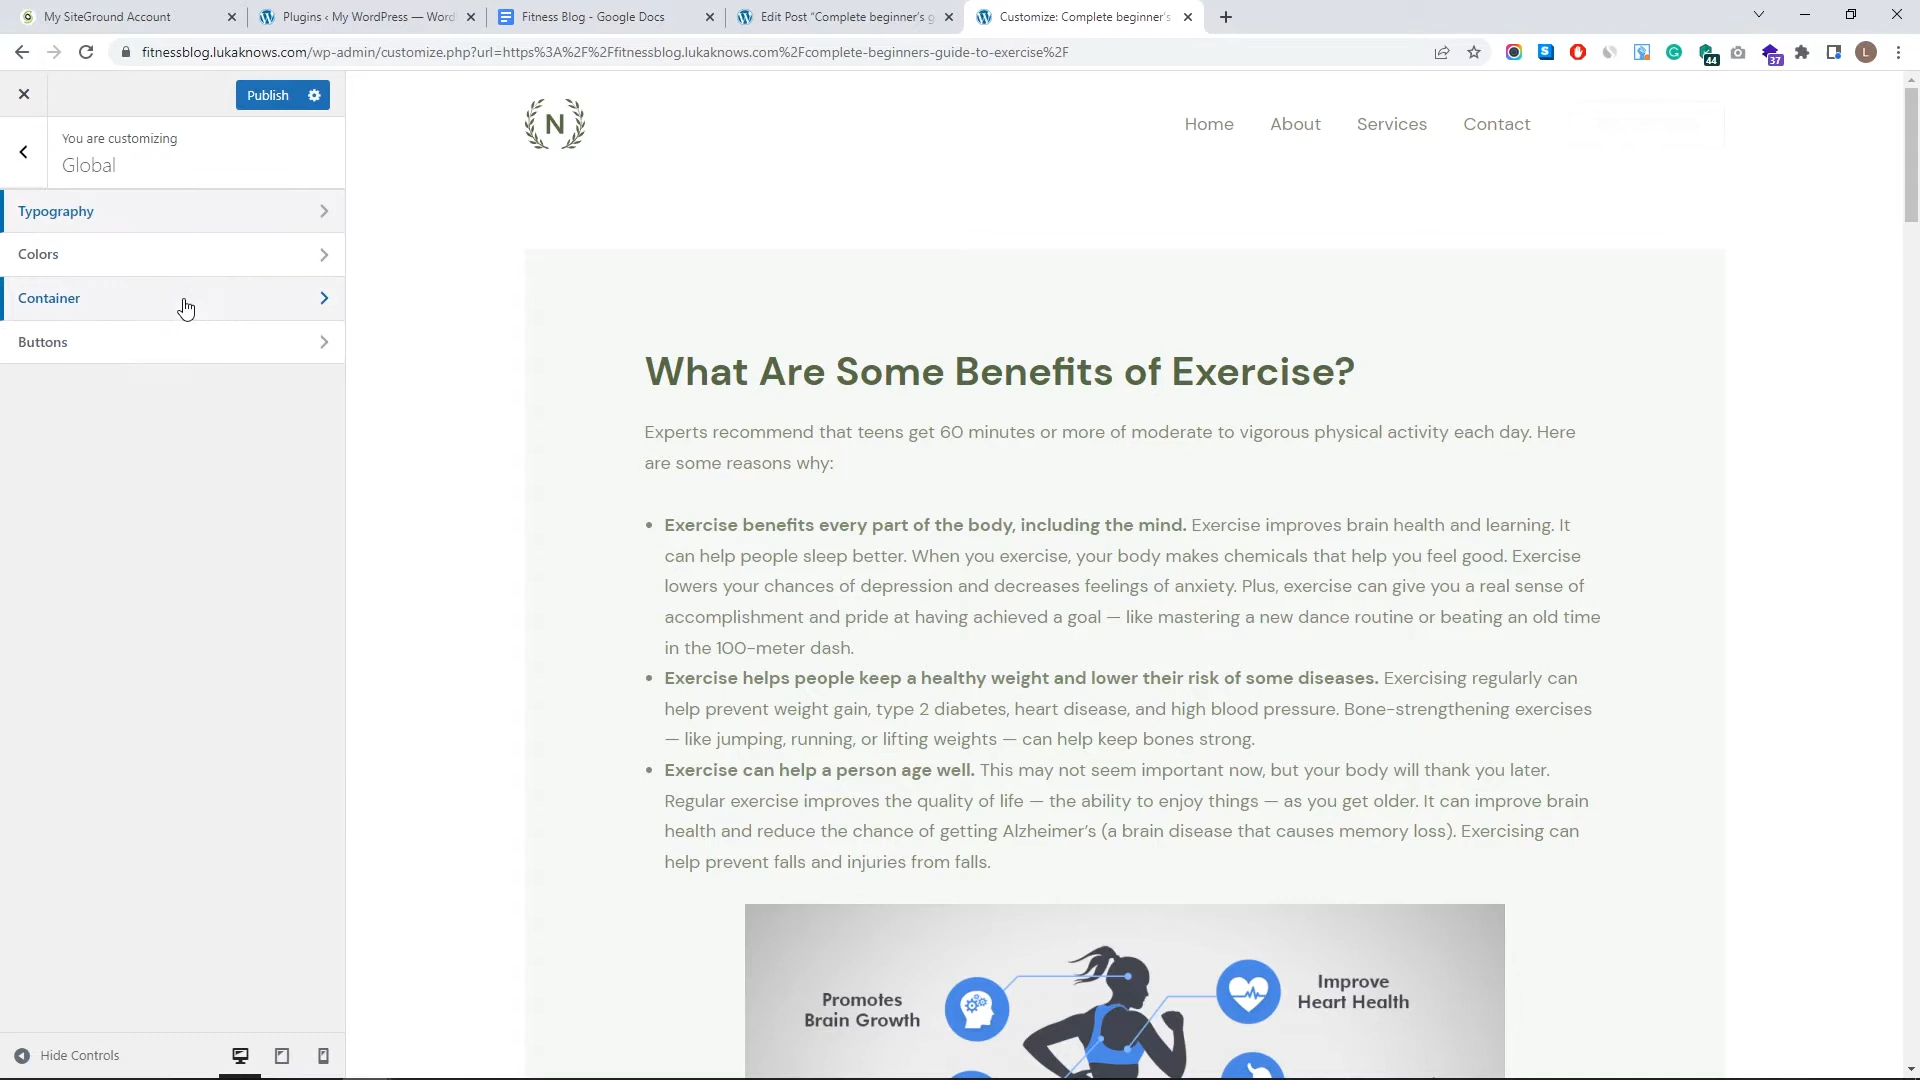 My SiteGround Account
Plugins ‹ My WordPress — Word
Fitness Blog - Google Docs
Edit Post "Complete beginner's g
Customize: Complete beginner's
fitnessblog.lukaknows.com/wp-admin/customize.php?url=https%3A%2F%2Ffitnessblog.lukaknows.com%2Fcomplete-beginners-guide-to-exercise%2F
S
44
37
L
Publish
You are customizing
Global
Typography
Colors
Container
Buttons
Hide Controls
N
Home
About
Services
Contact
What Are Some Benefits of Exercise?
Experts recommend that teens get 60 minutes or more of moderate to vigorous physical activity each day. Here
are some reasons why:
• Exercise benefits every part of the body, including the mind. Exercise improves brain health and learning. It
can help people sleep better. When you exercise, your body makes chemicals that help you feel good. Exercise
lowers your chances of depression and decreases feelings of anxiety. Plus, exercise can give you a real sense of
accomplishment and pride at having achieved a goal — like mastering a new dance routine or beating an old time
in the 100-meter dash.
• Exercise helps people keep a healthy weight and lower their risk of some diseases. Exercising regularly can
help prevent weight gain, type 2 diabetes, heart disease, and high blood pressure. Bone-strengthening exercises
— like jumping, running, or lifting weights — can help keep bones strong.
• Exercise can help a person age well. This may not seem important now, but your body will thank you later.
Regular exercise improves the quality of life — the ability to enjoy things — as you get older. It can improve brain
health and reduce the chance of getting Alzheimer's (a brain disease that causes memory loss). Exercising can
help prevent falls and injuries from falls.
Promotes
Brain Growth
Improve
Heart Health